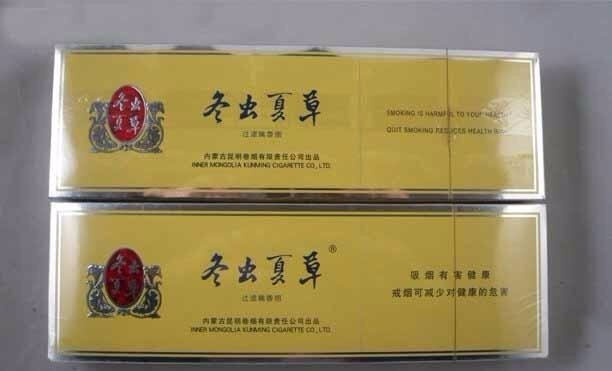 冬虫
夏草
冬虫夏草
过滤嘴香烟
内蒙古昆明卷烟有限责任公司出品
INNER MONGOLIA KUNMING CIGARETTE CO., LTD.
SMOKING IS HARMFUL TO YOUR HEALTH
QUIT SMOKING REDUCES HEALTH RISK
冬虫
夏草
冬虫夏草®
过滤嘴香烟
内蒙古昆明卷烟有限责任公司出品
INNER MONGOLIA KUNMING CIGARETTE CO., LTD.
吸烟有害健康
戒烟可减少对健康的危害